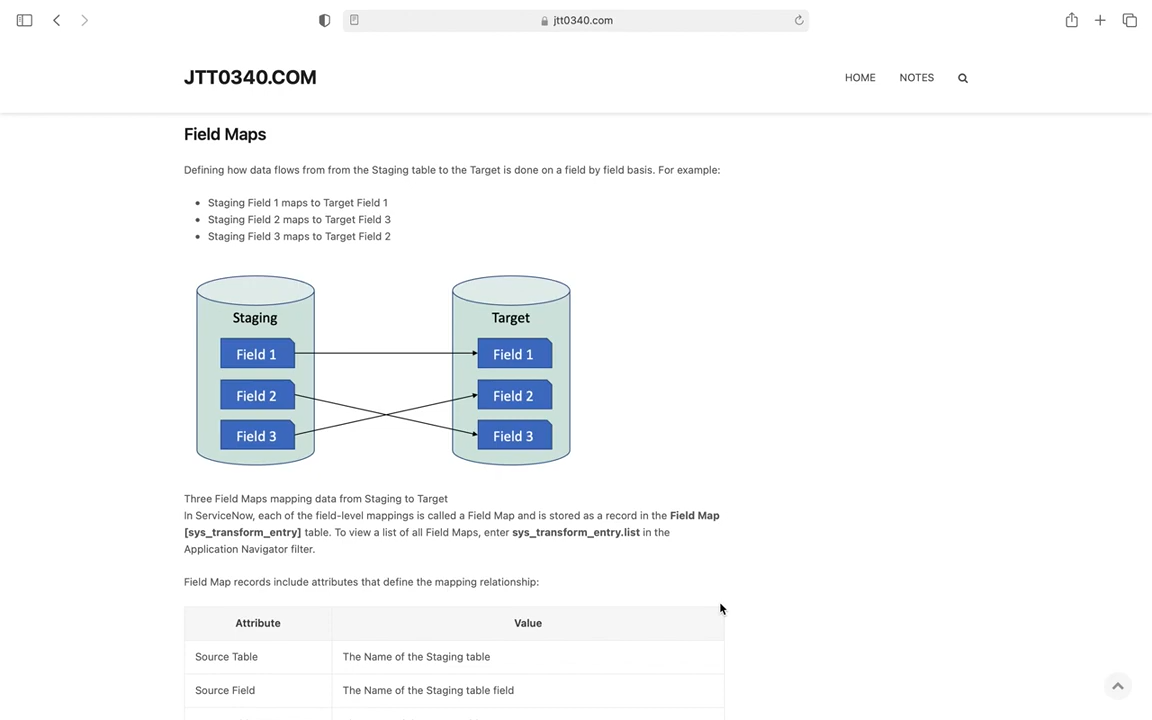 jtt0340.com
JTT0340.COM
HOME
NOTES
Field Maps
Defining how data flows from from the Staging table to the Target is done on a field by field basis. For example:
Staging Field 1 maps to Target Field 1
Staging Field 2 maps to Target Field 3
Staging Field 3 maps to Target Field 2
Staging
Target
Field 1
Field 1
Field 2
Field 2
Field 3
Field 3
Three Field Maps mapping data from Staging to Target
In ServiceNow, each of the field-level mappings is called a Field Map and is stored as a record in the Field Map
[sys_transform_entry] table. To view a list of all Field Maps, enter sys_transform_entry.list in the
Application Navigator filter.
Field Map records include attributes that define the mapping relationship:
Attribute
Value
Source Table
The Name of the Staging table
Source Field
The Name of the Staging table field